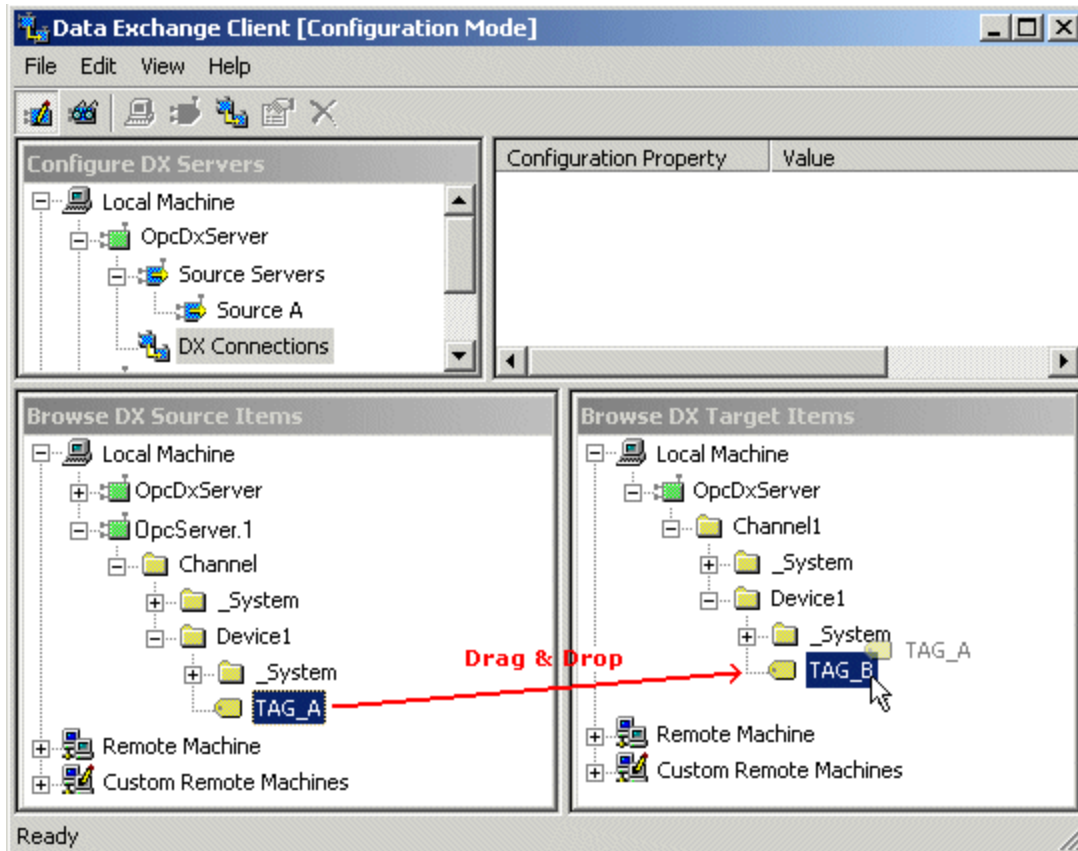 Data Exchange Client [Configuration Mode]
File Edit View Help
Configure DX Servers
Local Machine
OpcDxServer
Source Servers
Source A
DX Connections
Configuration Property Value
Browse DX Source Items
Local Machine
OpcDxServer
OpcServer.1
Channel
_System
Device1
_System
TAG_A
Remote Machine
Custom Remote Machines
Drag & Drop
Browse DX Target Items
Local Machine
OpcDxServer
Channel1
_System
Device1
_System
TAG_A
TAG_B
Remote Machine
Custom Remote Machines
Ready